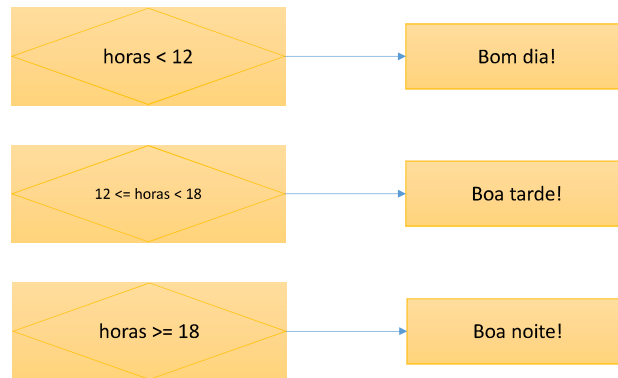 horas < 12
Bom dia!
12 <= horas < 18
Boa tarde!
horas >= 18
Boa noite!